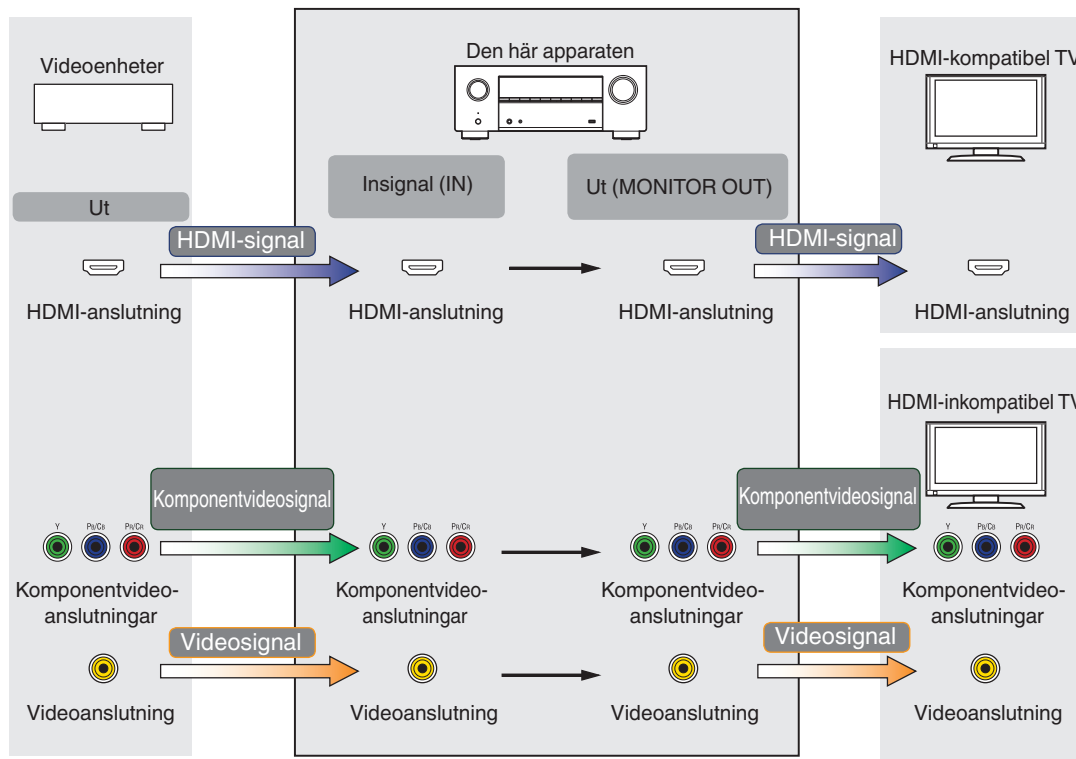 Videoenheter
Den här apparaten
HDMI-kompatibel TV
Ut
Insignal (IN)
Ut (MONITOR OUT)
HDMI-signal
HDMI-signal
HDMI-anslutning
HDMI-anslutning
HDMI-anslutning
HDMI-anslutning
HDMI-inkompatibel TV
Komponentvideosignal
Komponentvideosignal
Y PB/CB PR/CR
Y PB/CB PR/CR
Y PB/CB PR/CR
Y PB/CB PR/CR
Komponentvideo-
anslutningar
Komponentvideo-
anslutningar
Komponentvideo-
anslutningar
Komponentvideo-
anslutningar
Videosignal
Videosignal
Videoanslutning
Videoanslutning
Videoanslutning
Videoanslutning